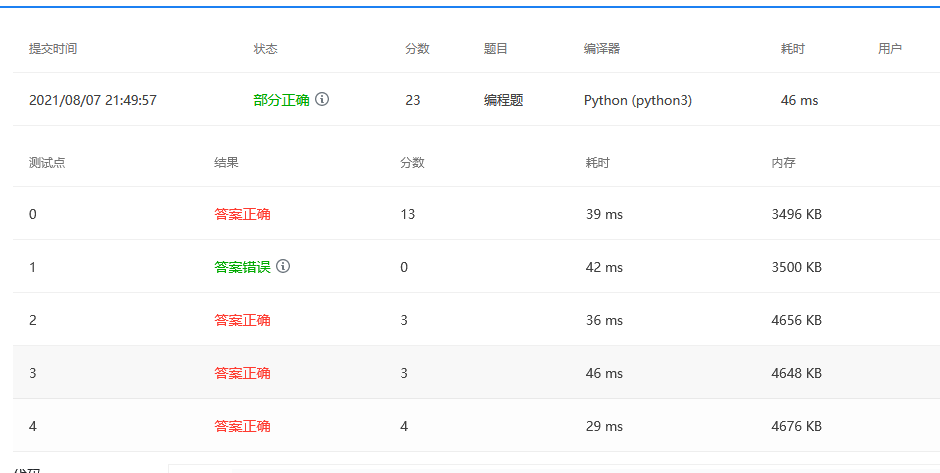 提交时间 状态 分数 题目 编译器 耗时 用户
2021/08/07 21:49:57 部分正确 23 编程题 Python (python3) 46 ms
测试点 结果 分数 耗时 内存
0 答案正确 13 39 ms 3496 KB
1 答案错误 0 42 ms 3500 KB
2 答案正确 3 36 ms 4656 KB
3 答案正确 3 46 ms 4648 KB
4 答案正确 4 29 ms 4676 KB